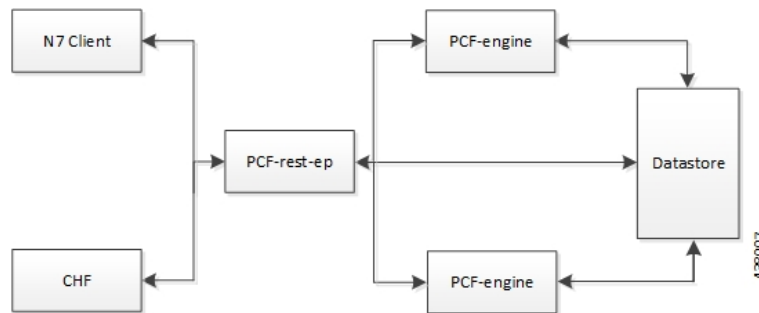 N7 Client
PCF-engine
PCF-rest-ep
Datastore
CHF
PCF-engine